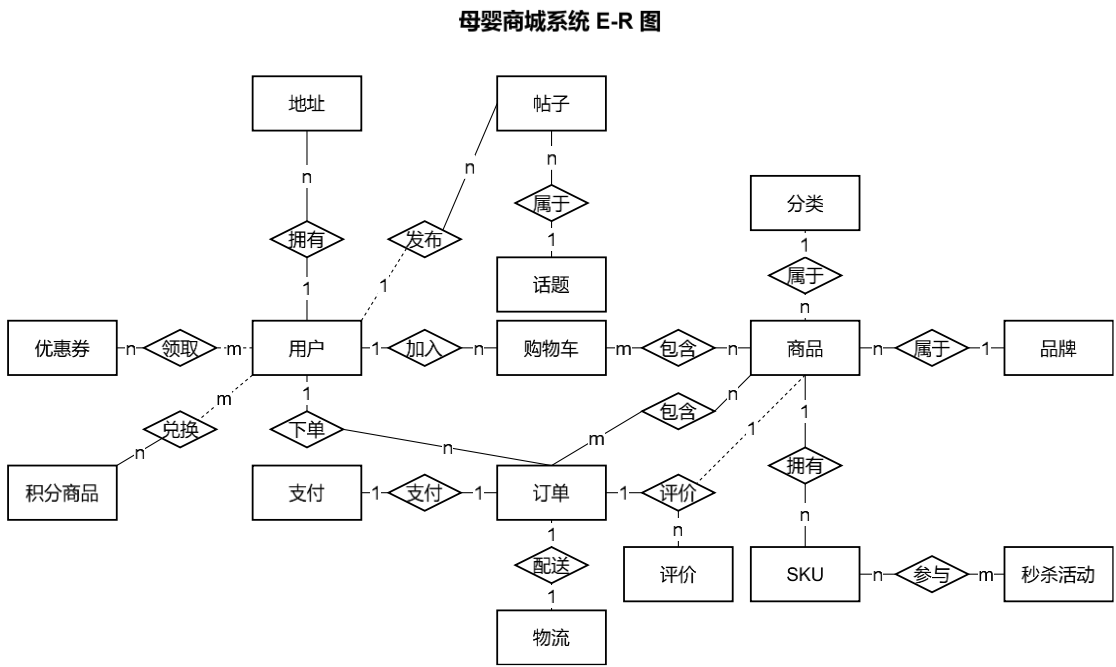 母婴商城系统 E-R 图
地址
帖子
n
n
n
分类
属于
拥有
发布
1
1
属于
1
1
话题
n
优惠券
n
领取
m
用户
1
加入
n
购物车
m
包含
n
商品
n
属于
1
品牌
m
1
n
1
兑换
下单
包含
1
n
n
m
拥有
积分商品
支付
1
支付
1
订单
1
评价
n
1
n
配送
评价
SKU
n
参与
m
秒杀活动
1
物流